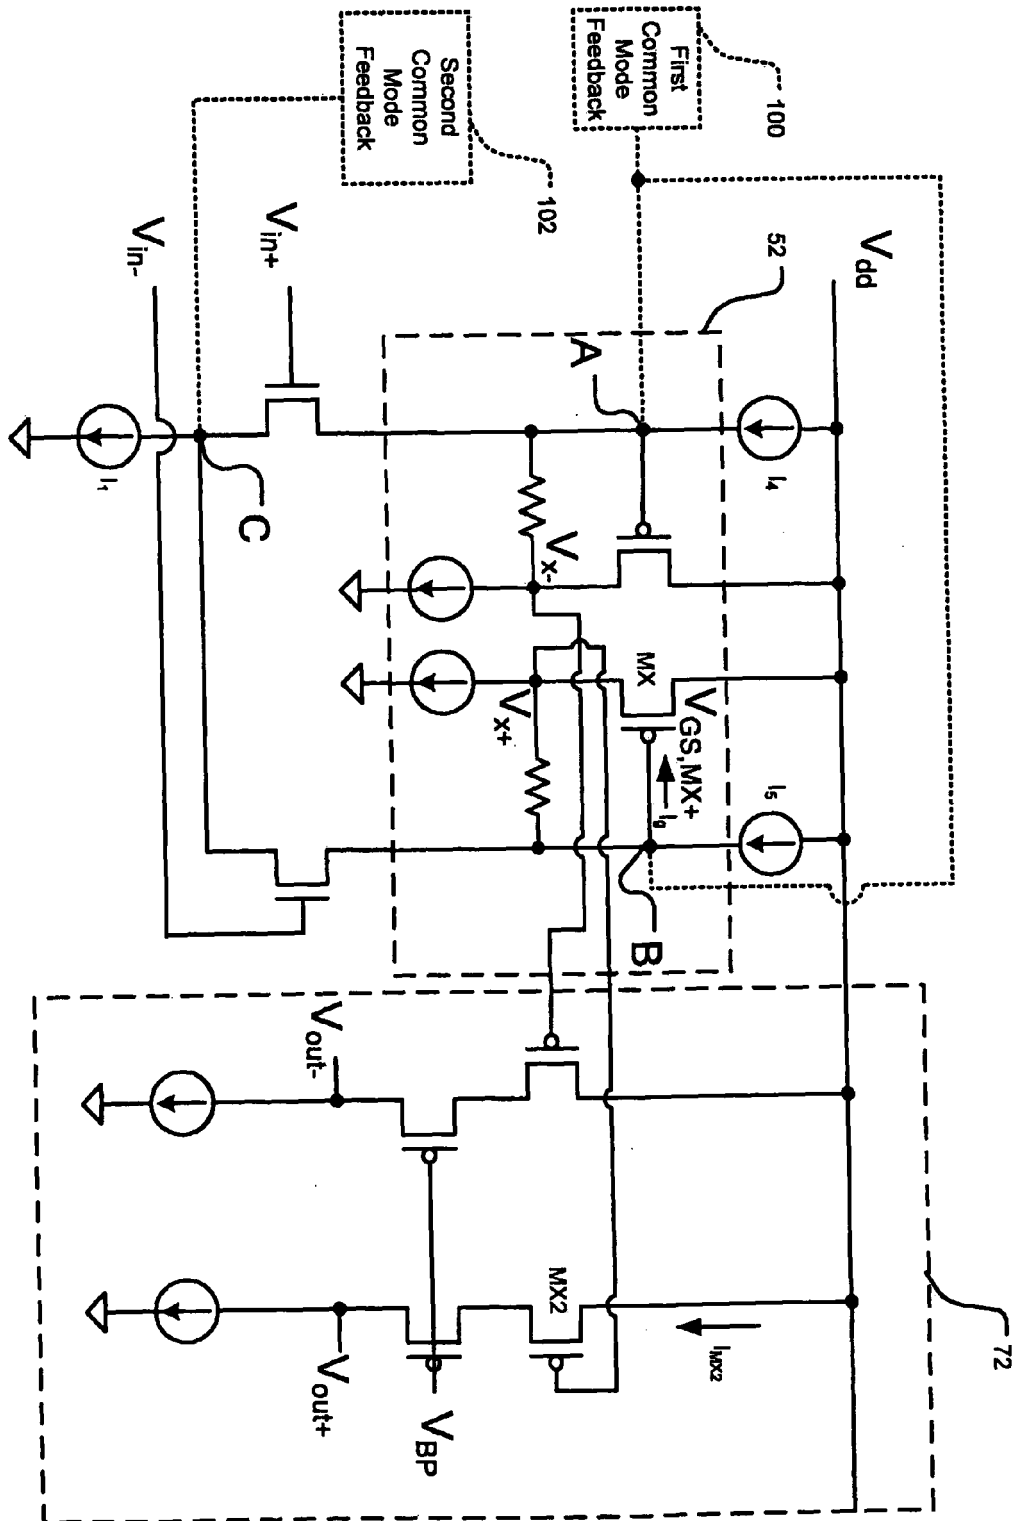 First
Common
Mode
Feedback
100
Second
Common
Mode
Feedback
102
Vdd
52
72
I4
I5
A
B
VGS,MX+
Ig
MX
Vx-
Vx+
IMX2
MX2
Vin+
Vin-
C
I1
VBP
Vout-
Vout+